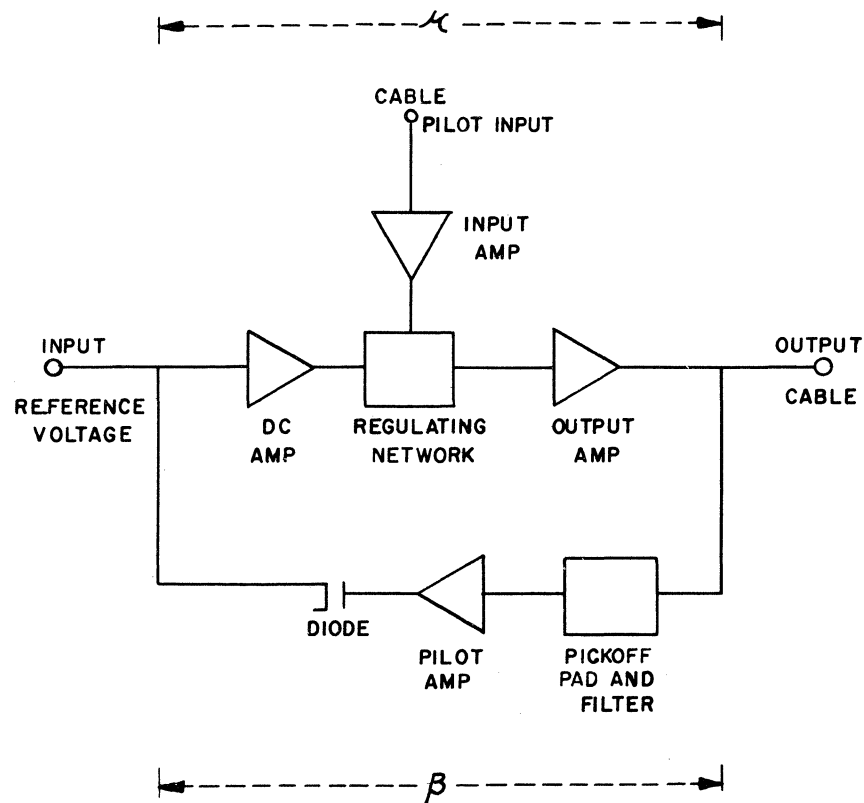 μ
CABLE
PILOT INPUT
INPUT
AMP
INPUT
REFERENCE
VOLTAGE
DC
AMP
REGULATING
NETWORK
OUTPUT
AMP
OUTPUT
CABLE
DIODE
PILOT
AMP
PICKOFF
PAD AND
FILTER
β